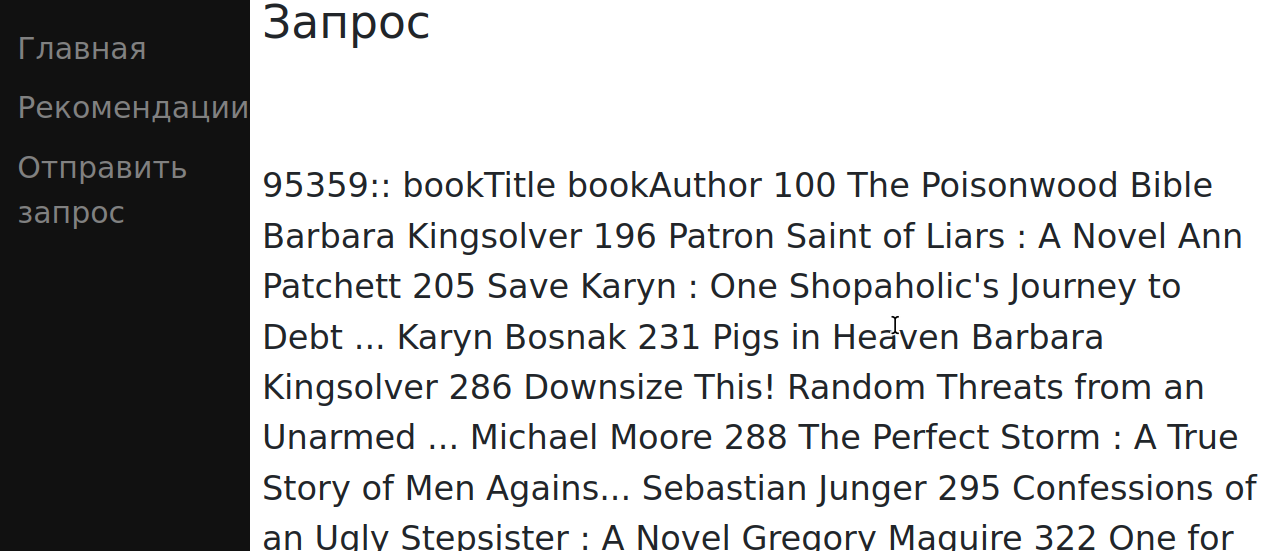 Главная
Рекомендации
Отправить
запрос
Запрос
95359:: bookTitle bookAuthor 100 The Poisonwood Bible
Barbara Kingsolver 196 Patron Saint of Liars : A Novel Ann
Patchett 205 Save Karyn : One Shopaholic's Journey to
Debt ... Karyn Bosnak 231 Pigs in Heaven Barbara
Kingsolver 286 Downsize This! Random Threats from an
Unarmed ... Michael Moore 288 The Perfect Storm : A True
Story of Men Agains... Sebastian Junger 295 Confessions of
an Ugly Stepsister : A Novel Gregory Maguire 322 One for